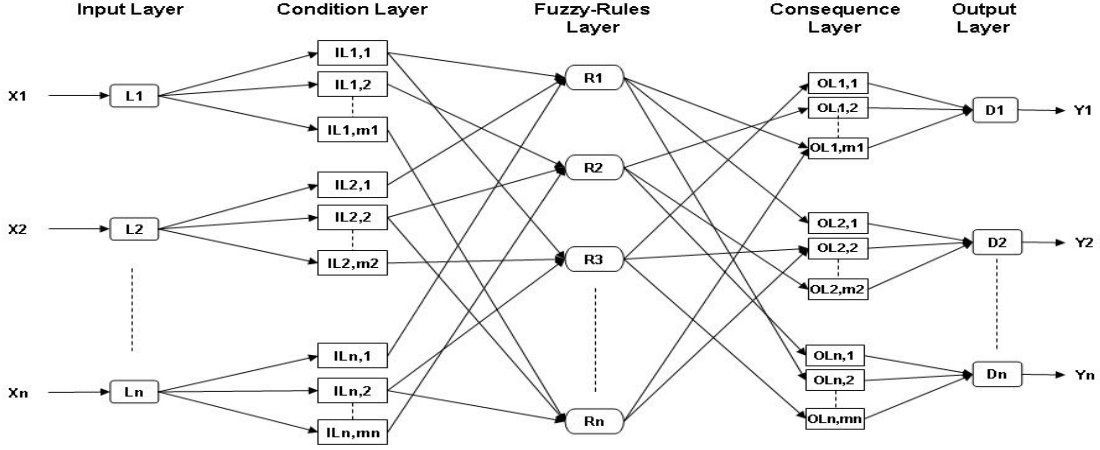 Input Layer
Condition Layer
Fuzzy-Rules
Layer
Consequence
Layer
Output
Layer
X1
L1
IL1,1
IL1,2
IL1,m1
R1
OL1,1
OL1,2
OL1,m1
D1
Y1
X2
L2
IL2,1
IL2,2
IL2,m2
R2
R3
OL2,1
OL2,2
OL2,m2
D2
Y2
Xn
Ln
ILn,1
ILn,2
ILn,mn
Rn
OLn,1
OLn,2
OLn,mn
Dn
Yn